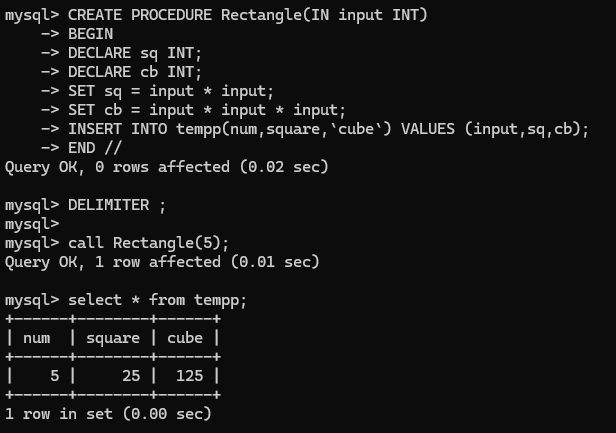 mysql> CREATE PROCEDURE Rectangle(IN input INT)
    -> BEGIN
    -> DECLARE sq INT;
    -> DECLARE cb INT;
    -> SET sq = input * input;
    -> SET cb = input * input * input;
    -> INSERT INTO tempp(num,square,`cube`) VALUES (input,sq,cb);
    -> END //
Query OK, 0 rows affected (0.02 sec)

mysql> DELIMITER ;
mysql>
mysql> call Rectangle(5);
Query OK, 1 row affected (0.01 sec)

mysql> select * from tempp;
+------+--------+------+
| num  | square | cube |
+------+--------+------+
|    5 |     25 |  125 |
+------+--------+------+
1 row in set (0.00 sec)